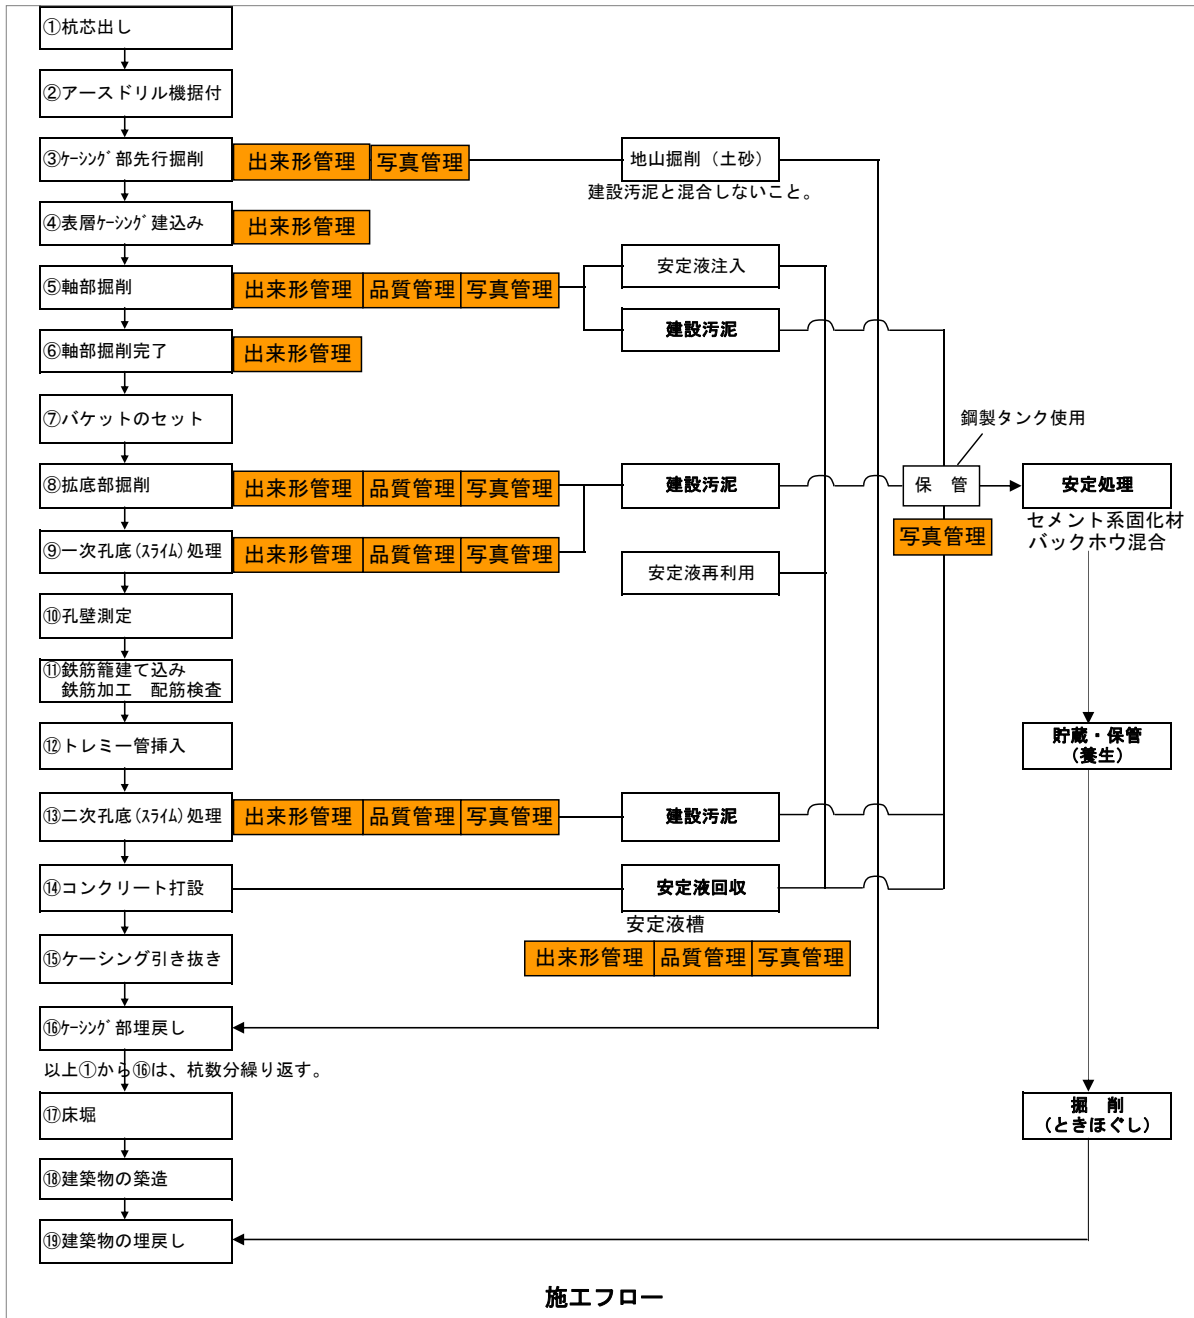 ①杭芯出し
②アースドリル機据付
③ｹｰｼﾝｸﾞ部先行掘削
出来形管理
写真管理
地山掘削（土砂）
建設汚泥と混合しないこと。
④表層ｹｰｼﾝｸﾞ建込み
出来形管理
⑤軸部掘削
出来形管理
品質管理
写真管理
安定液注入
建設汚泥
⑥軸部掘削完了
出来形管理
⑦バケットのセット
鋼製タンク使用
⑧拡底部掘削
出来形管理
品質管理
写真管理
建設汚泥
保　管
安定処理
写真管理
セメント系固化材
バックホウ混合
⑨一次孔底(ｽﾗｲﾑ)処理
出来形管理
品質管理
写真管理
安定液再利用
⑩孔壁測定
⑪鉄筋籠建て込み
鉄筋加工　配筋検査
⑫トレミー管挿入
貯蔵・保管
(養生)
⑬二次孔底(ｽﾗｲﾑ)処理
出来形管理
品質管理
写真管理
建設汚泥
⑭コンクリート打設
安定液回収
安定液槽
出来形管理
品質管理
写真管理
⑮ケーシング引き抜き
⑯ｹｰｼﾝｸﾞ部埋戻し
以上①から⑯は、杭数分繰り返す。
⑰床堀
掘　削
(ときほぐし)
⑱建築物の築造
⑲建築物の埋戻し
施工フロー